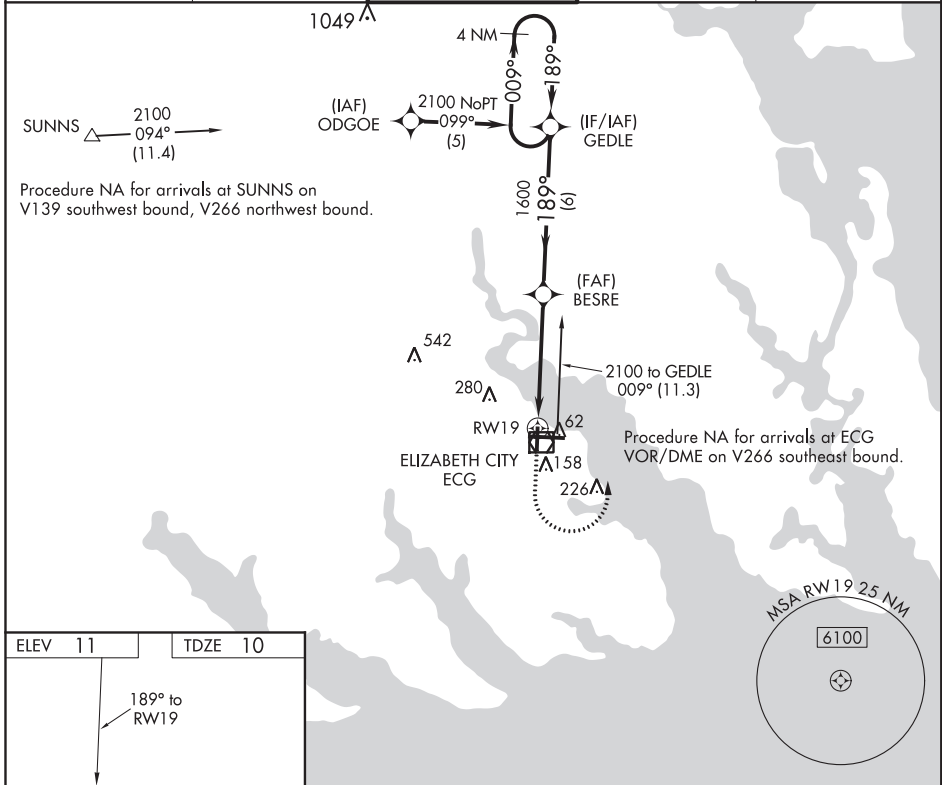 1049
4 NM
009°
189°
(IAF)
ODGOE
2100 NoPT
099°
(5)
(IF/IAF)
GEDLE
SUNNS
2100
094°
(11.4)
Procedure NA for arrivals at SUNNS on
V139 southwest bound, V266 northwest bound.
1600
189°
(6)
(FAF)
BESRE
542
280
2100 to GEDLE
009° (11.3)
RW19
62
ELIZABETH CITY
ECG
158
226
Procedure NA for arrivals at ECG
VOR/DME on V266 southeast bound.
MSA RW19 25 NM
6100
ELEV 11
TDZE 10
189° to
RW19